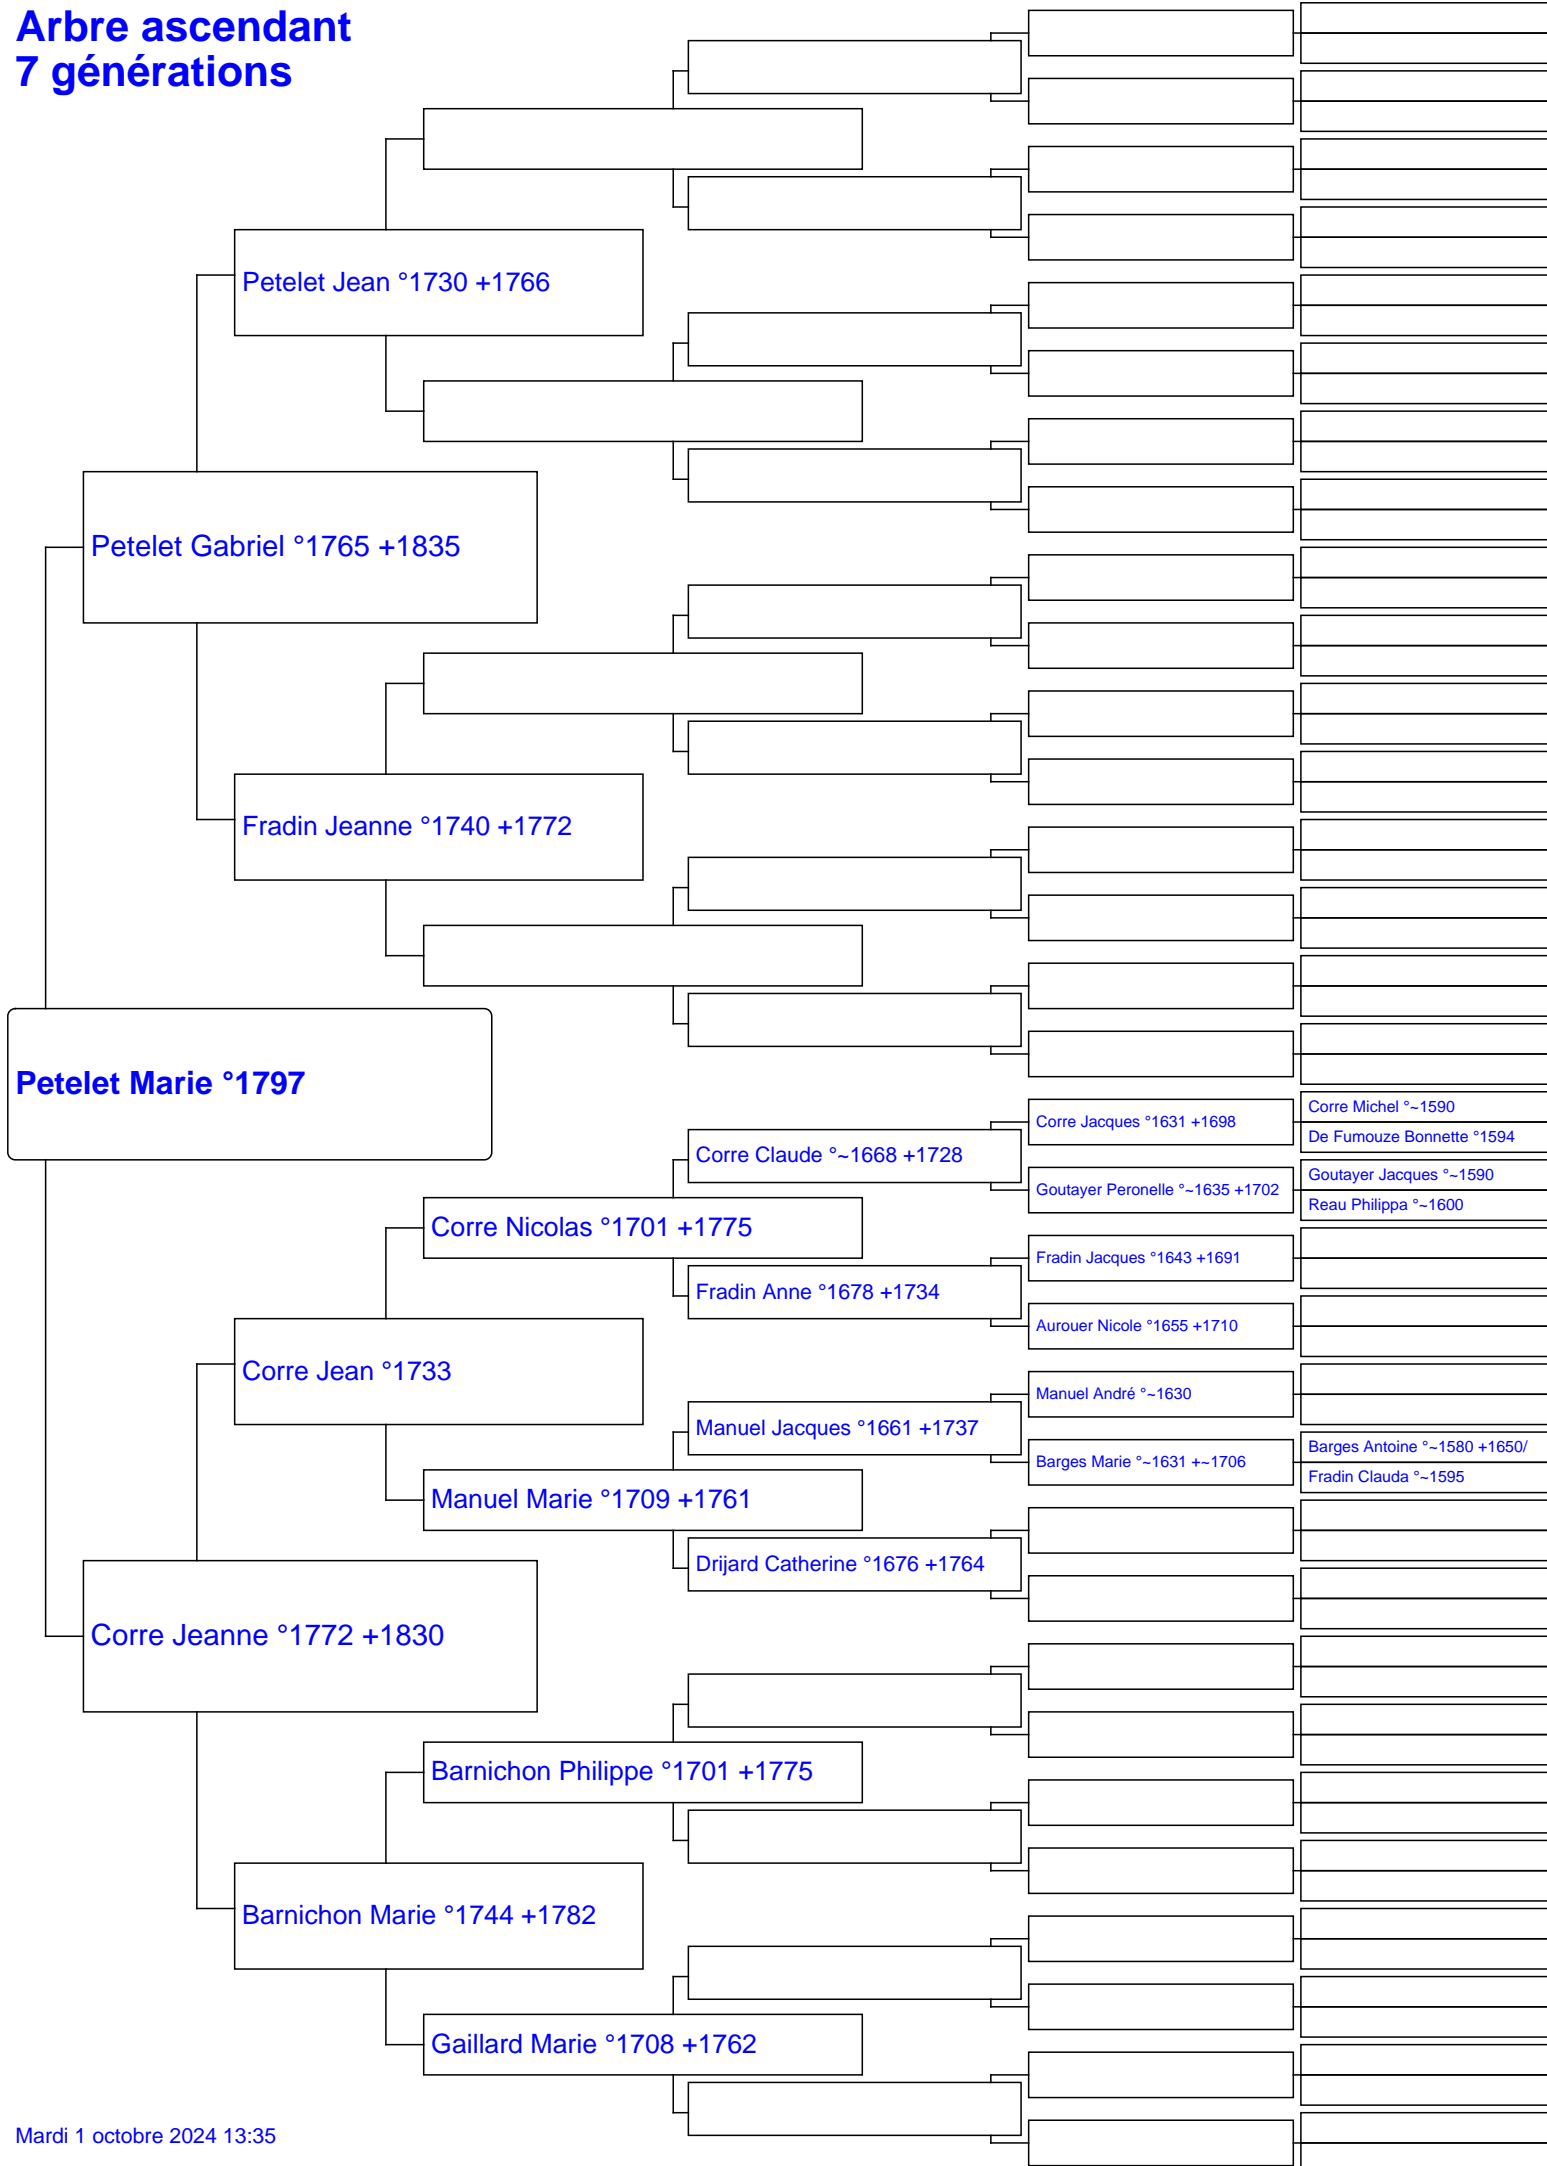 Arbre ascendant
7 générations
Petelet Jean °1730 +1766
Petelet Gabriel °1765 +1835
Fradin Jeanne °1740 +1772
Petelet Marie °1797
Corre Michel °~1590
Corre Jacques °1631 +1698
De Fumouze Bonnette °1594
Corre Claude °~1668 +1728
Goutayer Jacques °~1590
Goutayer Peronelle °~1635 +1702
Reau Philippa °~1600
Corre Nicolas °1701 +1775
Fradin Jacques °1643 +1691
Fradin Anne °1678 +1734
Aurouer Nicole °1655 +1710
Corre Jean °1733
Manuel André °~1630
Manuel Jacques °1661 +1737
Barges Antoine °~1580 +1650/
Barges Marie °~1631 +~1706
Fradin Clauda °~1595
Manuel Marie °1709 +1761
Drijard Catherine °1676 +1764
Corre Jeanne °1772 +1830
Barnichon Philippe °1701 +1775
Barnichon Marie °1744 +1782
Gaillard Marie °1708 +1762
Mardi 1 octobre 2024 13:35